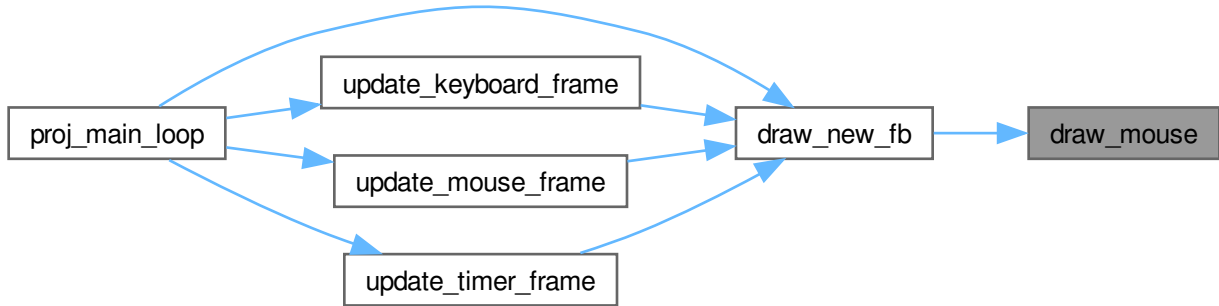 proj_main_loop
update_keyboard_frame
update_mouse_frame
update_timer_frame
draw_new_fb
draw_mouse